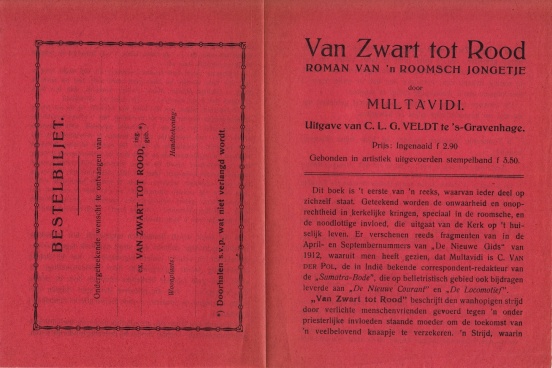 BESTELBILJET.
Ondergeteekende wenscht te ontvangen van
ex. VAN ZWART TOT ROOD, ing. geb. *)
Woonplaats: Handteekening:
*) Doorhalen s.v.p. wat niet verlangd wordt.
Van Zwart tot Rood
ROMAN VAN 'n ROOMSCH JONGETJE
door
MULTAVIDI.
Uitgave van C. L. G. VELDT te 's-Gravenhage.
Prijs: Ingenaaid f 2.90
Gebonden in artistiek uitgevoerden stempelband f 3.50.
Dit boek is 't eerste van 'n reeks, waarvan ieder deel op
zichzelf staat. Geteekend worden de onwaarheid en onop-
rechtheid in kerkelijke kringen, speciaal in de roomsche, en
de noodlottige invloed, die uitgaat van de Kerk op 't hui-
selijk leven. Er verschenen reeds fragmenten van in de
April- en Septembernummers van „De Nieuwe Gids" van
1912, waaruit men heeft gezien, dat Multavidi is C. VAN
DER POL, de in Indië bekende correspondent-redakteur van
de „Sumatra-Bode", die op belletristisch gebied ook bijdragen
leverde aan „De Nieuwe Courant" en „De Locomotief".
„Van Zwart tot Rood" beschrijft den wanhopigen strijd
door verlichte menschenvrienden gevoerd tegen 'n onder
priesterlijke invloeden staande moeder om de toekomst van
'n veelbelovend knaapje te verzekeren. 'n Strijd, waarin